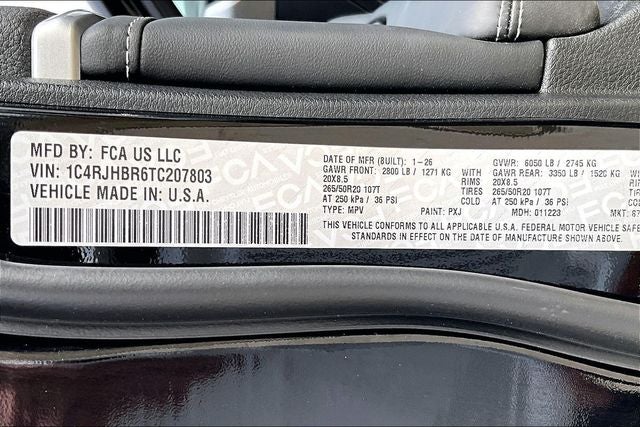 MFD BY: FCA US LLC
VIN: 1C4RJHBR6TC207803
VEHICLE MADE IN U.S.A.
DATE OF MFR (BUILT): 1-26 GVWR: 6050 LB / 2745 KG
GAWR FRONT: 2800 LB / 1271 KG GAWR REAR: 3350 LB / 1520 KG
20X8.5 RIMS 20X8.5 RIMS
265/50R20 107T TIRES 265/50R20 107T TIRES
AT 250 kPa / 36 PSI COLD AT 250 kPa / 36 PSI COLD
TYPE: MPV PAINT: PXJ MDH: 011223 MKT:
THIS VEHICLE CONFORMS TO ALL APPLICABLE U.S.A. FEDERAL MOTOR VEHICLE
STANDARDS IN EFFECT ON THE DATE OF MANUFACTURE SHOWN ABOVE.